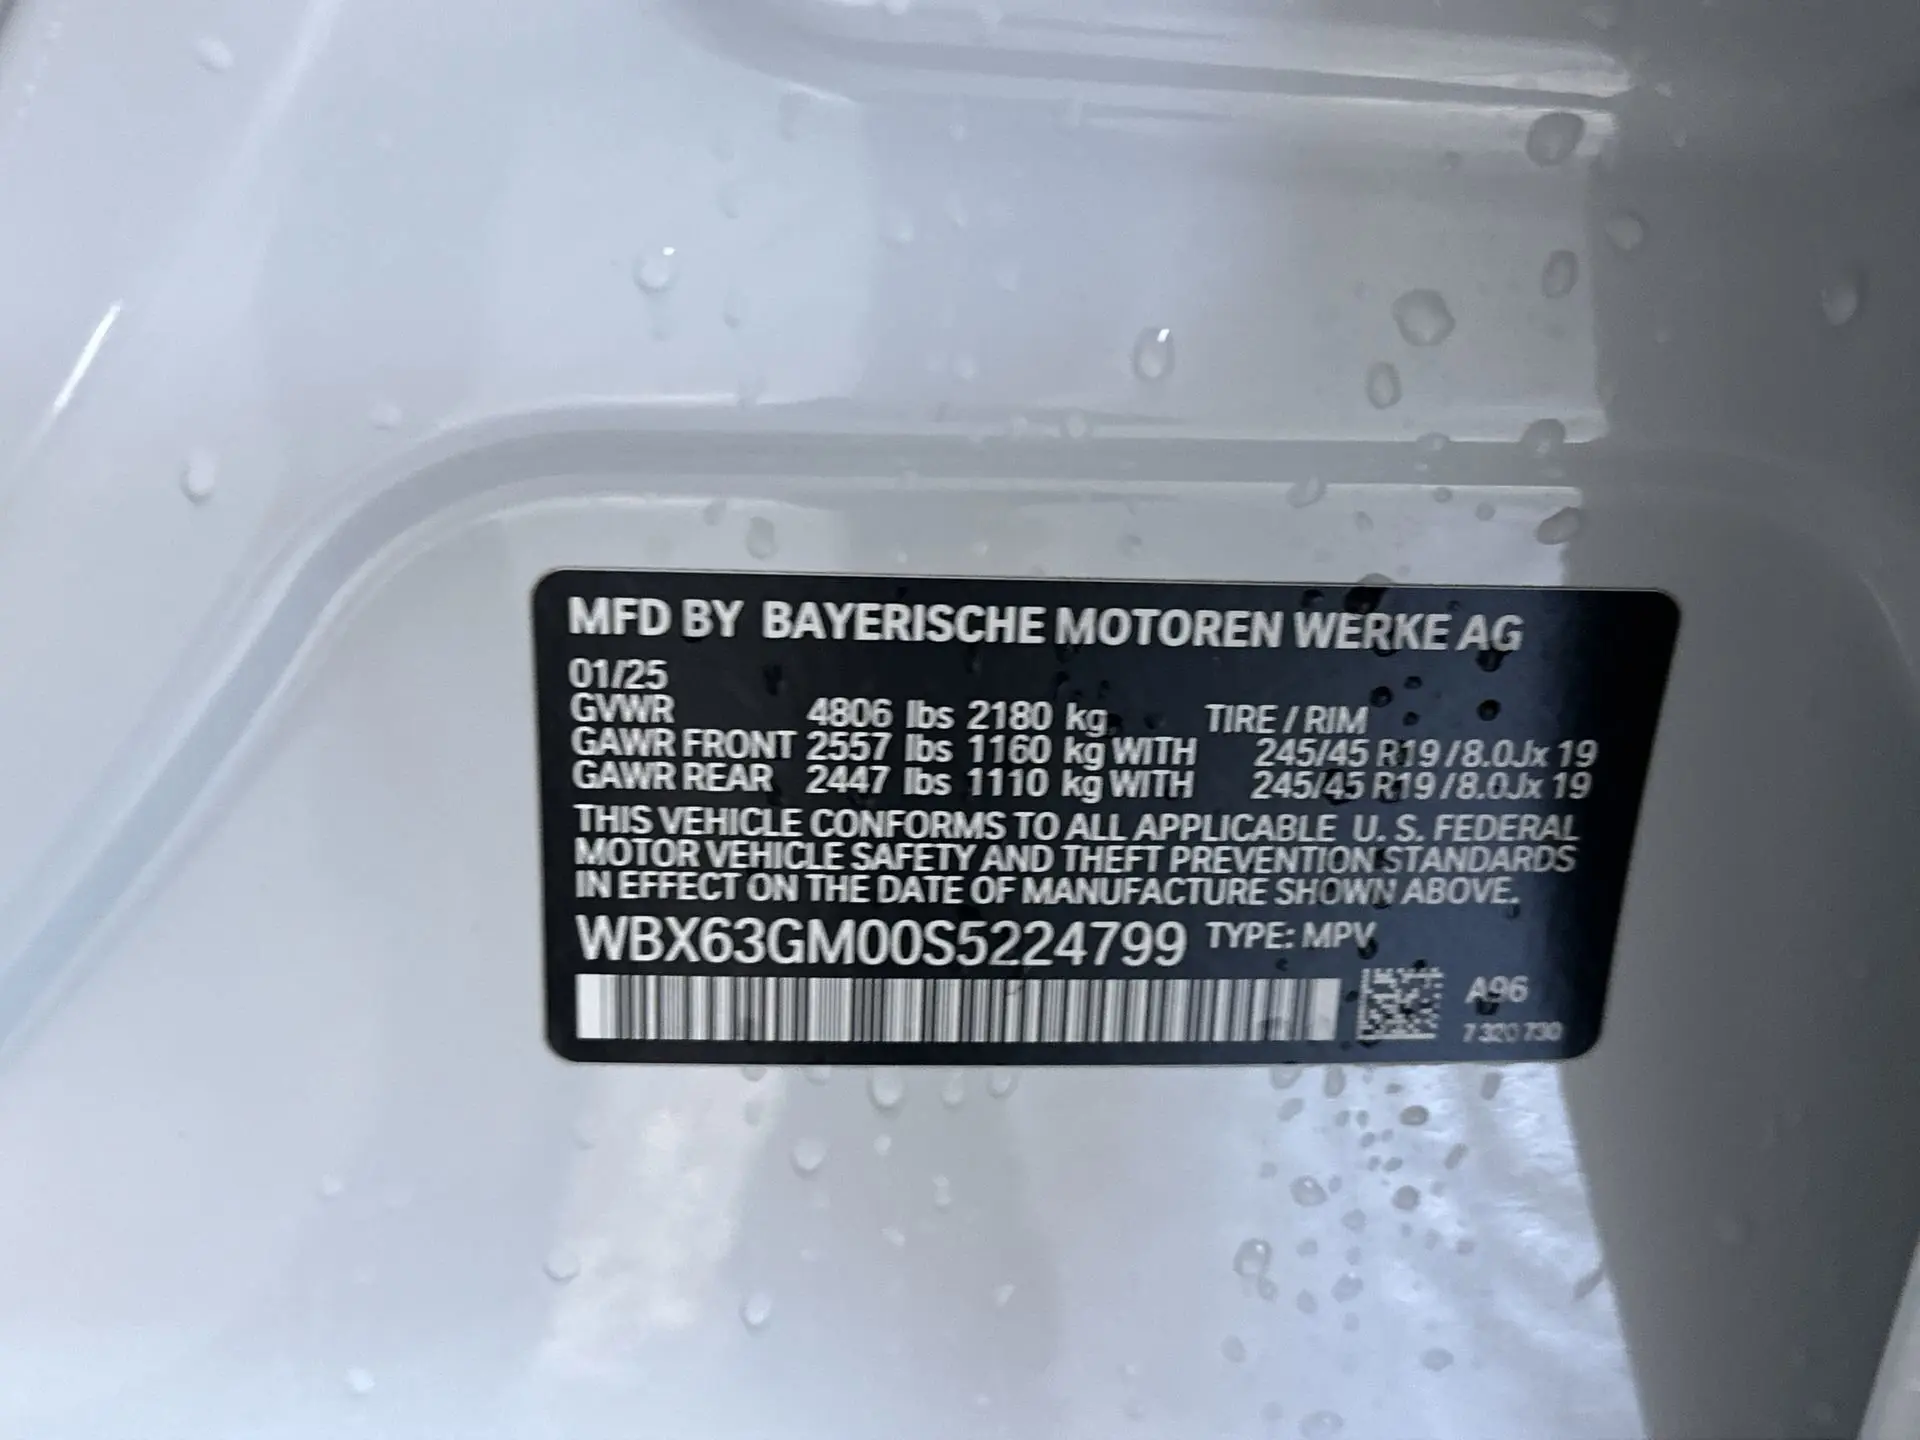 MFD BY BAYERISCHE MOTOREN WERKE AG
01/25
GVWR 4806 lbs 2180 kg TIRE / RIM
GAWR FRONT 2557 lbs 1160 kg WITH 245/45 R19 / 8.0Jx 19
GAWR REAR 2447 lbs 1110 kg WITH 245/45 R19 / 8.0Jx 19
THIS VEHICLE CONFORMS TO ALL APPLICABLE U. S. FEDERAL
MOTOR VEHICLE SAFETY AND THEFT PREVENTION STANDARDS
IN EFFECT ON THE DATE OF MANUFACTURE SHOWN ABOVE.
WBX63GM00S5224799 TYPE: MPV
A96
7 320 730